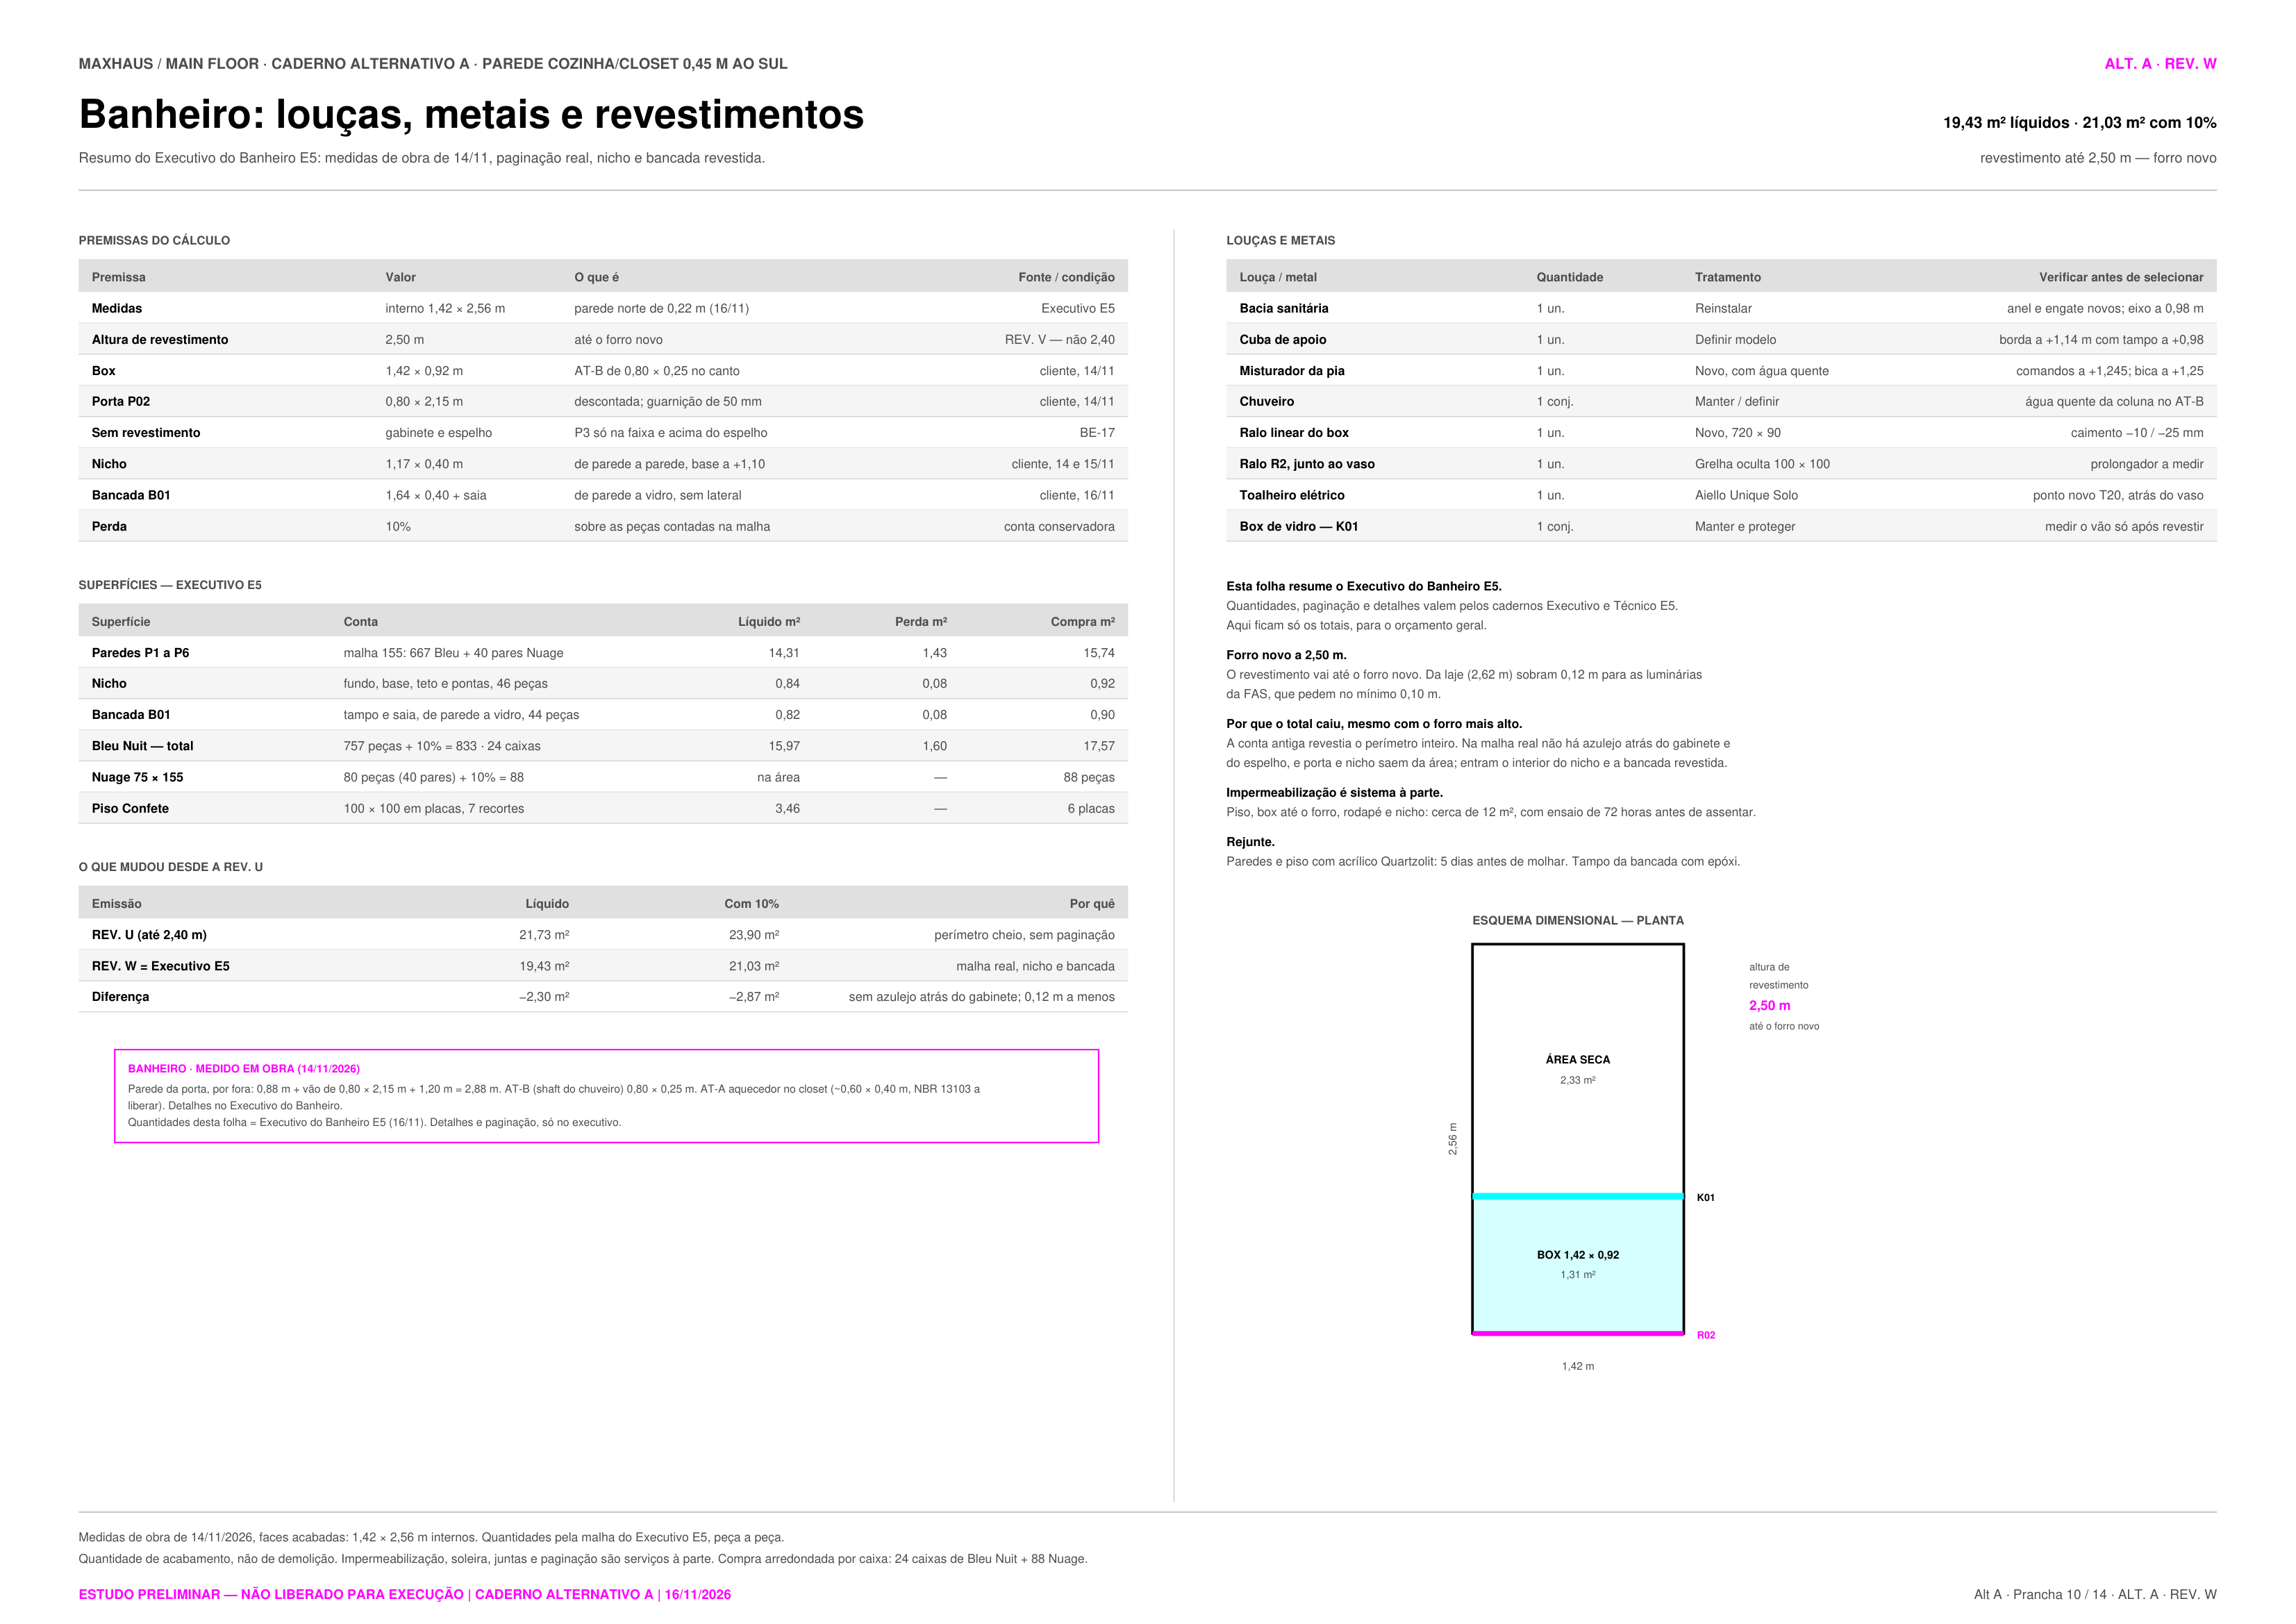 MAXHAUS / MAIN FLOOR · CADERNO ALTERNATIVO A · PAREDE COZINHA/CLOSET 0,45 M AO SUL
ALT. A · REV. W
Banheiro: louças, metais e revestimentos
19,43 m² líquidos · 21,03 m² com 10%
Resumo do Executivo do Banheiro E5: medidas de obra de 14/11, paginação real, nicho e bancada revestida.
revestimento até 2,50 m — forro novo
PREMISSAS DO CÁLCULO
Premissa Valor O que é Fonte / condição
Medidas interno 1,42 × 2,56 m parede norte de 0,22 m (16/11) Executivo E5
Altura de revestimento 2,50 m até o forro novo REV. V — não 2,40
Box 1,42 × 0,92 m AT-B de 0,80 × 0,25 no canto cliente, 14/11
Porta P02 0,80 × 2,15 m descontada; guarnição de 50 mm cliente, 14/11
Sem revestimento gabinete e espelho P3 só na faixa e acima do espelho BE-17
Nicho 1,17 × 0,40 m de parede a parede, base a +1,10 cliente, 14 e 15/11
Bancada B01 1,64 × 0,40 + saia de parede a vidro, sem lateral cliente, 16/11
Perda 10% sobre as peças contadas na malha conta conservadora
SUPERFÍCIES — EXECUTIVO E5
Superfície Conta Líquido m² Perda m² Compra m²
Paredes P1 a P6 malha 155: 667 Bleu + 40 pares Nuage 14,31 1,43 15,74
Nicho fundo, base, teto e pontas, 46 peças 0,84 0,08 0,92
Bancada B01 tampo e saia, de parede a vidro, 44 peças 0,82 0,08 0,90
Bleu Nuit — total 757 peças + 10% = 833 · 24 caixas 15,97 1,60 17,57
Nuage 75 × 155 80 peças (40 pares) + 10% = 88 na área — 88 peças
Piso Confete 100 × 100 em placas, 7 recortes 3,46 — 6 placas
O QUE MUDOU DESDE A REV. U
Emissão Líquido Com 10% Por quê
REV. U (até 2,40 m) 21,73 m² 23,90 m² perímetro cheio, sem paginação
REV. W = Executivo E5 19,43 m² 21,03 m² malha real, nicho e bancada
Diferença −2,30 m² −2,87 m² sem azulejo atrás do gabinete; 0,12 m a menos
BANHEIRO · MEDIDO EM OBRA (14/11/2026)
Parede da porta, por fora: 0,88 m + vão de 0,80 × 2,15 m + 1,20 m = 2,88 m. AT-B (shaft do chuveiro) 0,80 × 0,25 m. AT-A aquecedor no closet (~0,60 × 0,40 m, NBR 13103 a
liberar). Detalhes no Executivo do Banheiro.
Quantidades desta folha = Executivo do Banheiro E5 (16/11). Detalhes e paginação, só no executivo.
LOUÇAS E METAIS
Louça / metal Quantidade Tratamento Verificar antes de selecionar
Bacia sanitária 1 un. Reinstalar anel e engate novos; eixo a 0,98 m
Cuba de apoio 1 un. Definir modelo borda a +1,14 m com tampo a +0,98
Misturador da pia 1 un. Novo, com água quente comandos a +1,245; bica a +1,25
Chuveiro 1 conj. Manter / definir água quente da coluna no AT-B
Ralo linear do box 1 un. Novo, 720 × 90 caimento −10 / −25 mm
Ralo R2, junto ao vaso 1 un. Grelha oculta 100 × 100 prolongador a medir
Toalheiro elétrico 1 un. Aiello Unique Solo ponto novo T20, atrás do vaso
Box de vidro — K01 1 conj. Manter e proteger medir o vão só após revestir
Esta folha resume o Executivo do Banheiro E5.
Quantidades, paginação e detalhes valem pelos cadernos Executivo e Técnico E5.
Aqui ficam só os totais, para o orçamento geral.
Forro novo a 2,50 m.
O revestimento vai até o forro novo. Da laje (2,62 m) sobram 0,12 m para as luminárias
da FAS, que pedem no mínimo 0,10 m.
Por que o total caiu, mesmo com o forro mais alto.
A conta antiga revestia o perímetro inteiro. Na malha real não há azulejo atrás do gabinete e
do espelho, e porta e nicho saem da área; entram o interior do nicho e a bancada revestida.
Impermeabilização é sistema à parte.
Piso, box até o forro, rodapé e nicho: cerca de 12 m², com ensaio de 72 horas antes de assentar.
Rejunte.
Paredes e piso com acrílico Quartzolit: 5 dias antes de molhar. Tampo da bancada com epóxi.
ESQUEMA DIMENSIONAL — PLANTA
altura de
revestimento
2,50 m
até o forro novo
ÁREA SECA
2,33 m²
2,56 m
K01
BOX 1,42 × 0,92
1,31 m²
R02
1,42 m
Medidas de obra de 14/11/2026, faces acabadas: 1,42 × 2,56 m internos. Quantidades pela malha do Executivo E5, peça a peça.
Quantidade de acabamento, não de demolição. Impermeabilização, soleira, juntas e paginação são serviços à parte. Compra arredondada por caixa: 24 caixas de Bleu Nuit + 88 Nuage.
ESTUDO PRELIMINAR — NÃO LIBERADO PARA EXECUÇÃO | CADERNO ALTERNATIVO A | 16/11/2026
Alt A · Prancha 10 / 14 · ALT. A · REV. W